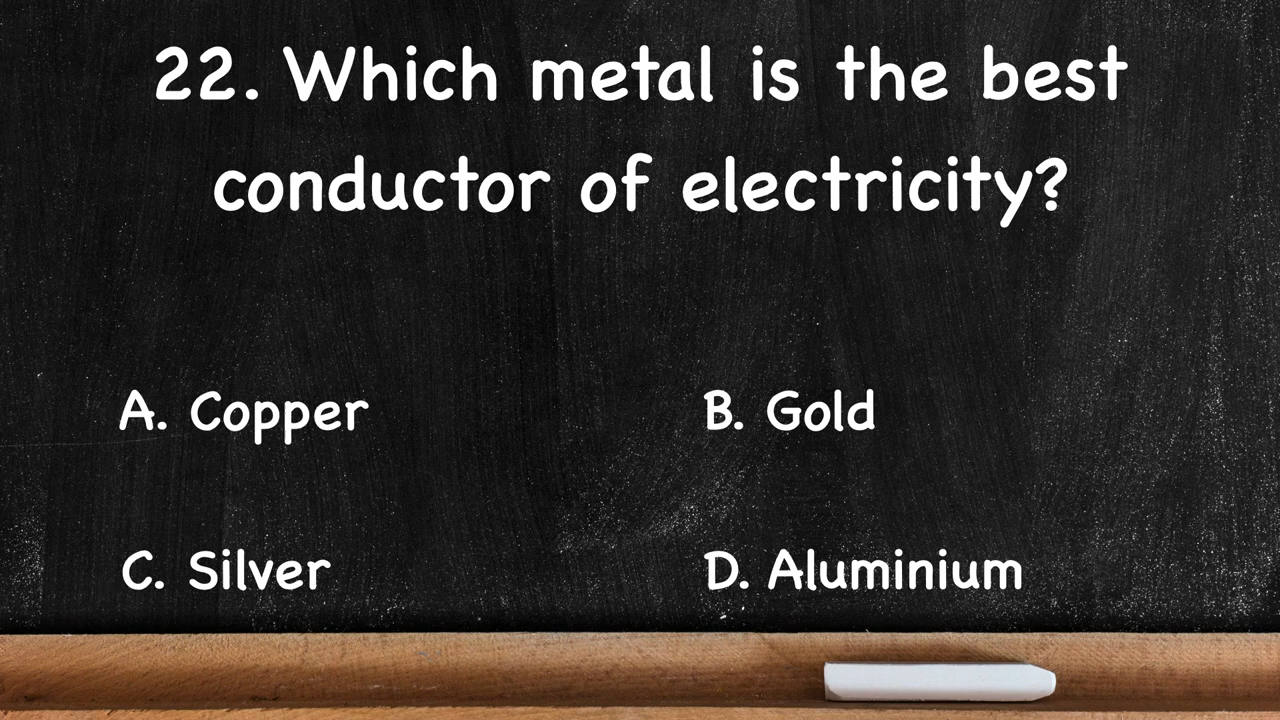 22. Which metal is the best
conductor of electricity?
A. Copper
B. Gold
C. Silver
D. Aluminium